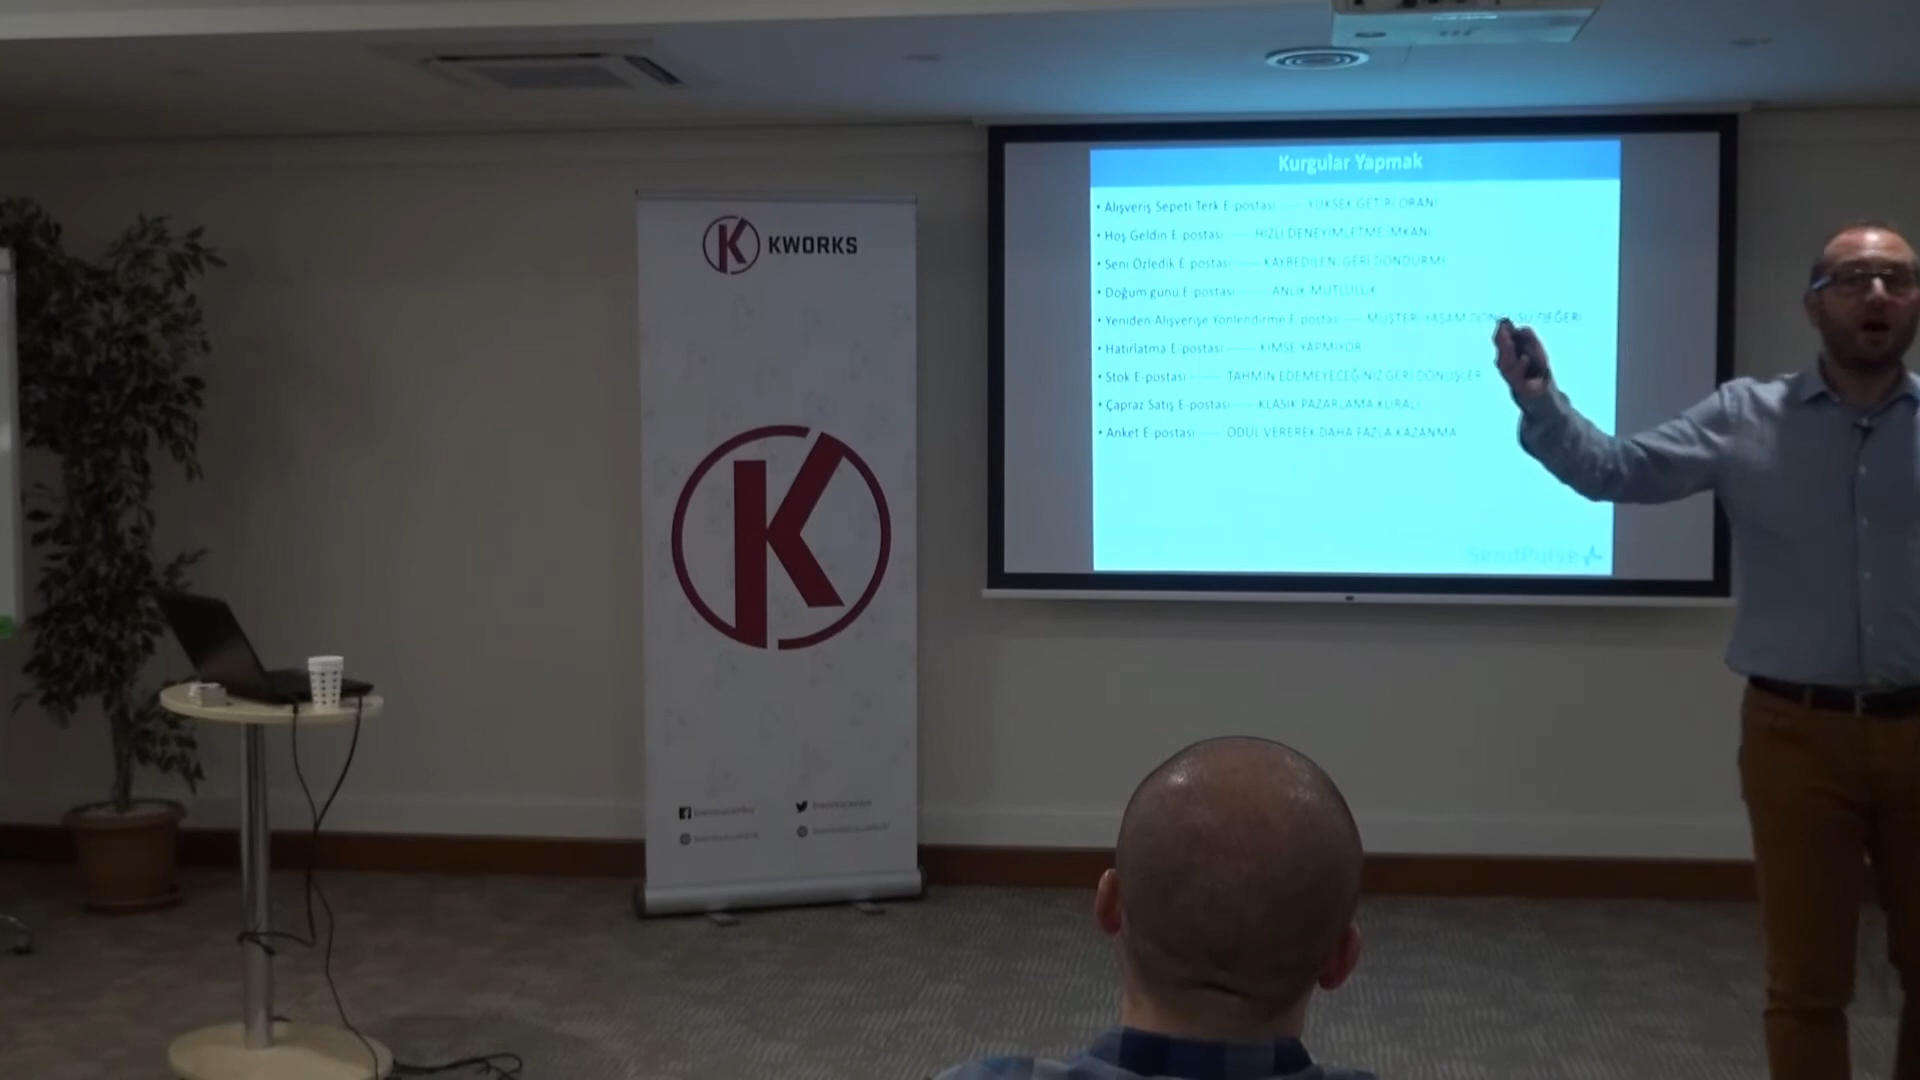 K KWORKS
K
Kurgular Yapmak
• Alışveriş Sepeti Terk E-postası ----- YÜKSEK GETİRİ ORANI
• Hoş Geldin E-postası ----- HIZLI DENEYİMLETME İMKANI
• Seni Özledik E-postası ----- KAYBEDİLENİ GERİ DÖNDÜRME
• Doğum günü E-postası ----- ANLIK MUTLULUK
• Yeniden Alışverişe Yönlendirme E-postası ----- MÜŞTERİ YAŞAM DEĞERİ
• Hatırlatma E-postası ----- KİMSE YAPMIYOR
• Stok E-postası ----- TAHMİN EDEMEYECEĞİNİZ GERİ DÖNÜŞLER
• Çapraz Satış E-postası ----- KLASİK PAZARLAMA KURALI
• Anket E-postası ----- ÖDÜL VEREREK DAHA FAZLA KAZANMA
SendPulse